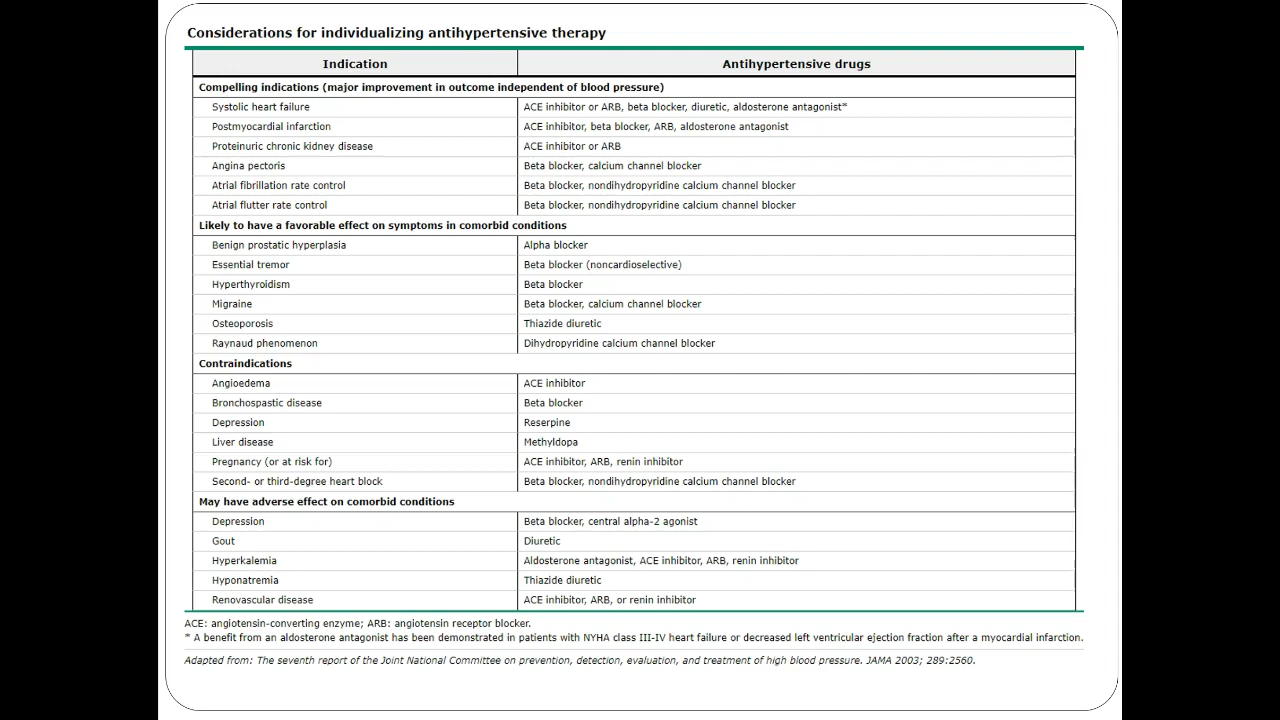 Considerations for individualizing antihypertensive therapy
Indication Antihypertensive drugs
Compelling indications (major improvement in outcome independent of blood pressure)
Systolic heart failure ACE inhibitor or ARB, beta blocker, diuretic, aldosterone antagonist*
Postmyocardial infarction ACE inhibitor, beta blocker, ARB, aldosterone antagonist
Proteinuric chronic kidney disease ACE inhibitor or ARB
Angina pectoris Beta blocker, calcium channel blocker
Atrial fibrillation rate control Beta blocker, nondihydropyridine calcium channel blocker
Atrial flutter rate control Beta blocker, nondihydropyridine calcium channel blocker
Likely to have a favorable effect on symptoms in comorbid conditions
Benign prostatic hyperplasia Alpha blocker
Essential tremor Beta blocker (noncardioselective)
Hyperthyroidism Beta blocker
Migraine Beta blocker, calcium channel blocker
Osteoporosis Thiazide diuretic
Raynaud phenomenon Dihydropyridine calcium channel blocker
Contraindications
Angioedema ACE inhibitor
Bronchospastic disease Beta blocker
Depression Reserpine
Liver disease Methyldopa
Pregnancy (or at risk for) ACE inhibitor, ARB, renin inhibitor
Second- or third-degree heart block Beta blocker, nondihydropyridine calcium channel blocker
May have adverse effect on comorbid conditions
Depression Beta blocker, central alpha-2 agonist
Gout Diuretic
Hyperkalemia Aldosterone antagonist, ACE inhibitor, ARB, renin inhibitor
Hyponatremia Thiazide diuretic
Renovascular disease ACE inhibitor, ARB, or renin inhibitor
ACE: angiotensin-converting enzyme; ARB: angiotensin receptor blocker.
* A benefit from an aldosterone antagonist has been demonstrated in patients with NYHA class III-IV heart failure or decreased left ventricular ejection fraction after a myocardial infarction.
Adapted from: The seventh report of the Joint National Committee on prevention, detection, evaluation, and treatment of high blood pressure. JAMA 2003; 289:2560.